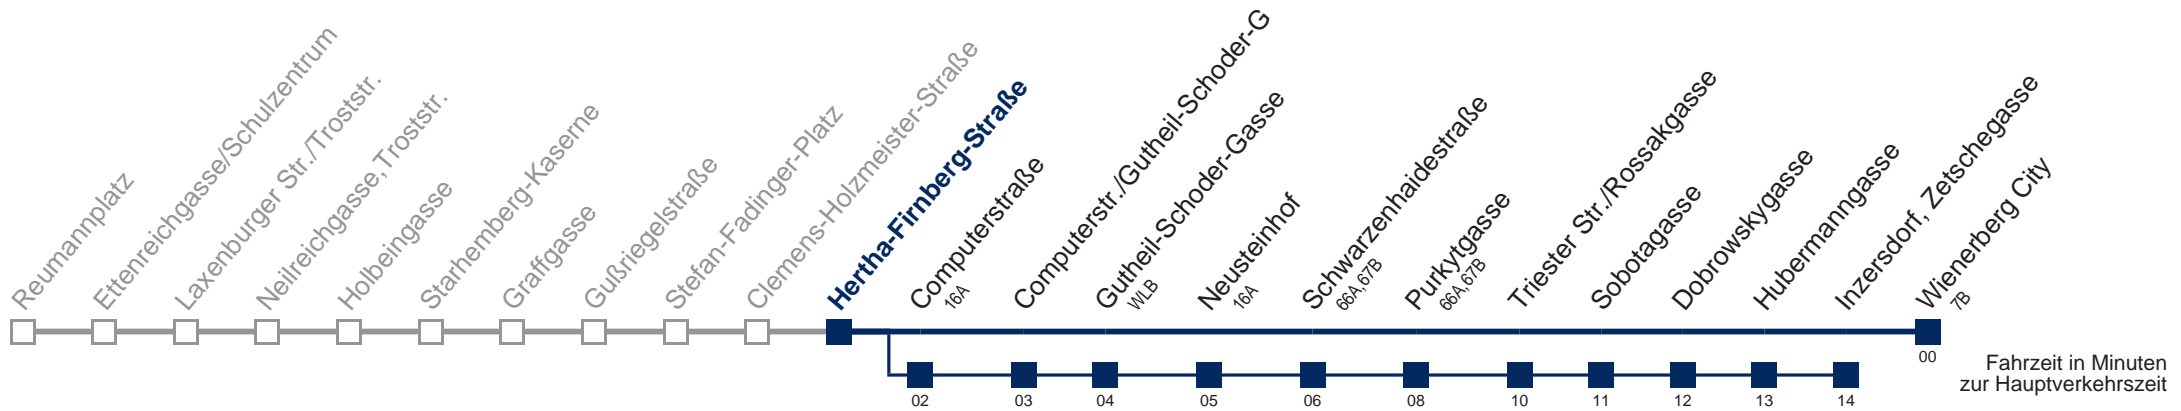 Reumannplatz
Ettenreichgasse/Schulzentrum
Laxenburger Str./Troststr.
Neilreichgasse, Troststr.
Holbeingasse
Starhemberg-Kaserne
Graffgasse
Gußriegelstraße
Stefan-Fadinger-Platz
Clemens-Holzmeister-Straße
Hertha-Firnberg-Straße
Computerstraße
16A
Computerstr./Gutheil-Schoder-G
Gutheil-Schoder-Gasse
WLB
Neusteinhof
16A
Schwarzenhaidestraße
66A,67B
Purkytgasse
66A,67B
Triester Str./Rossakgasse
Sobotagasse
Dobrowskygasse
Hubermanngasse
Inzersdorf, Zetschegasse
Wienerberg City
7B
00
02
03
04
05
06
08
10
11
12
13
14
Fahrzeit in Minuten
zur Hauptverkehrszeit